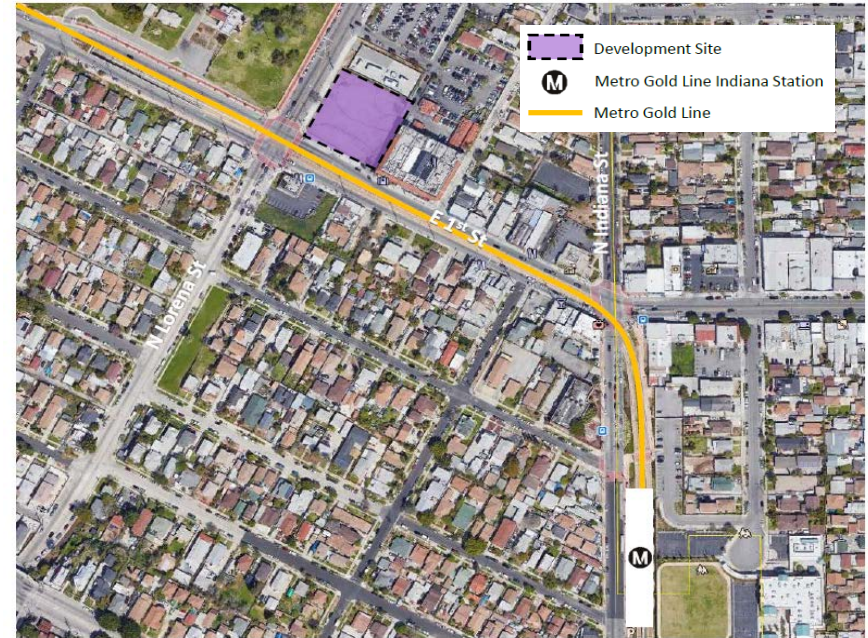 Development Site
M
Metro Gold Line Indiana Station
Metro Gold Line
N Indiana St
E 1st St
N Lorena St
M